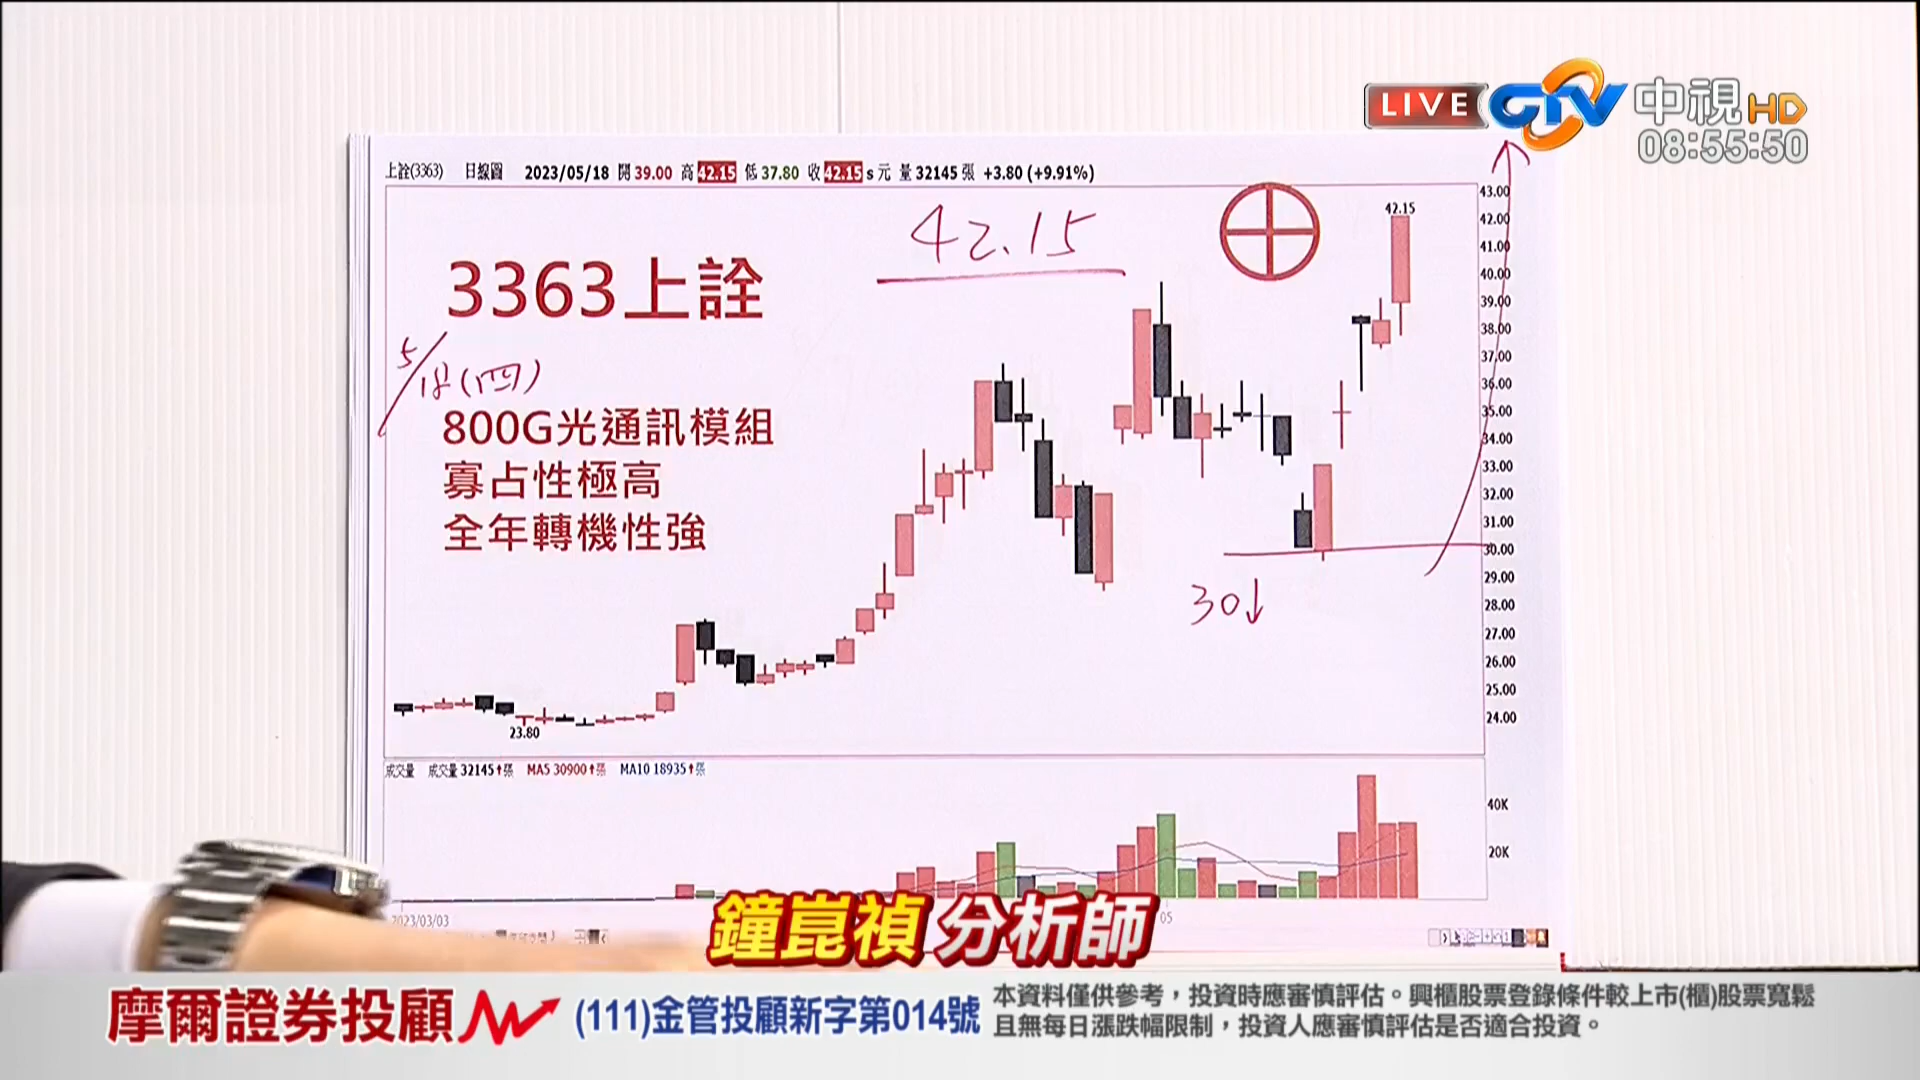 LIVE CTV 中視 HD
08:55:50
上詮(3363) 日線圖 2023/05/18 開 39.00 高 42.15 低 37.80 收 42.15 s 元 量 32145 張 +3.80 (+9.91%)
42.15
3363上詮
5/18(四)
800G光通訊模組
寡占性極高
全年轉機性強
42.15
30↓
23.80
43.00
42.00
41.00
40.00
39.00
38.00
37.00
36.00
35.00
34.00
33.00
32.00
31.00
30.00
29.00
28.00
27.00
26.00
25.00
24.00
成交量 成交量 32145↑張 MA5 30900↑張 MA10 18935↑張
40K
20K
2023/03/03
05
鐘崑禎 分析師
摩爾證券投顧
(111)金管投顧新字第014號
本資料僅供參考，投資時應審慎評估。興櫃股票登錄條件較上市(櫃)股票寬鬆
且無每日漲跌幅限制，投資人應審慎評估是否適合投資。